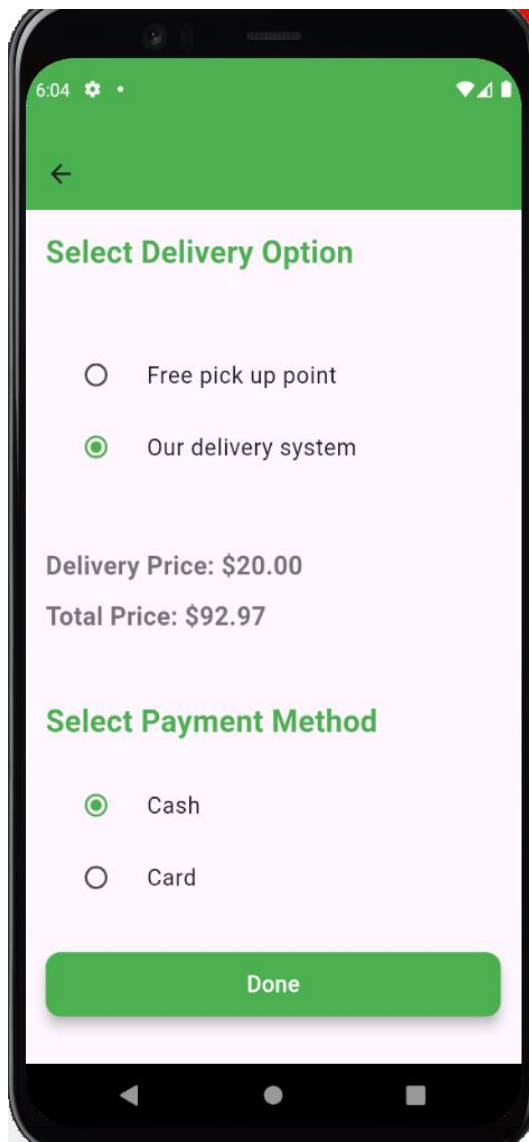 6:04
Select Delivery Option
Free pick up point
Our delivery system
Delivery Price: $20.00
Total Price: $92.97
Select Payment Method
Cash
Card
Done